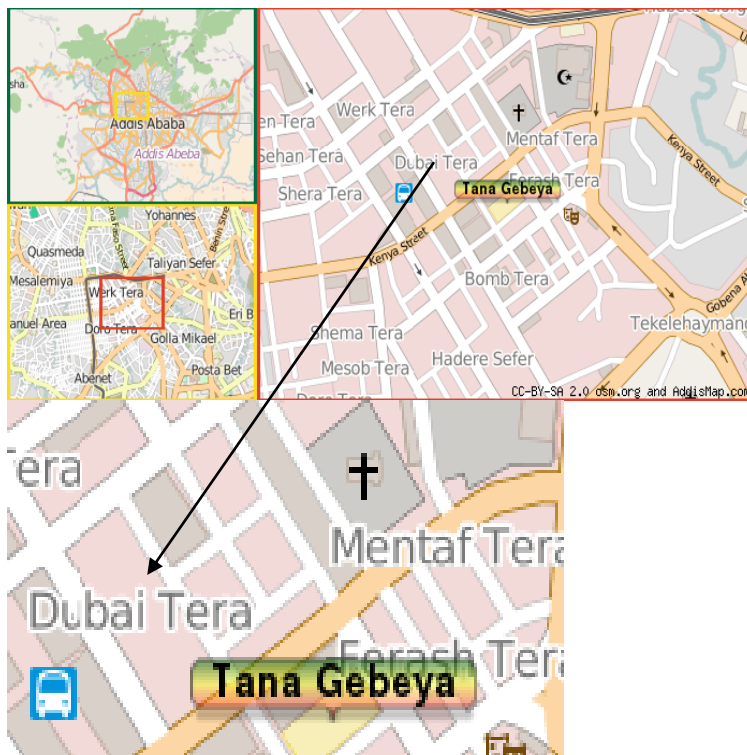 sha
Addis Ababa
Addis Abeba
Yohannes
Quasmeda
Taliyan Sefer
Mesalemiya
Werk Tera
anuel Area
Doro Tera
Eri B
Golla Mikael
Abenet
Posta Bet
Werk Tera
en Tera
Mentaf Tera
Sehan Tera
Dubai Tera
Kenya Street
Ferash Tera
Tana Gebeya
Shera Tera
Kenya Street
Bomb Tera
Gobena A
Shema Tera
Tekelehaymano
Mesob Tera
Hadere Sefer
Doro Tera
CC-BY-SA 2.0 osm.org and AddisMap.com
Tera
Mentaf Tera
Dubai Tera
Ferash Tera
Tana Gebeya